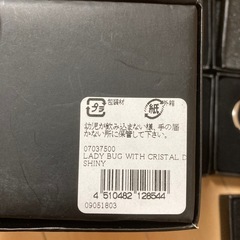 プラ 包装材 紙 外箱
幼児が飲み込まない様、手の届
かない所に保管して下さい。
07037500
LADY BUG WITH CRISTAL D
SHINY
4 510482 128544
09051803